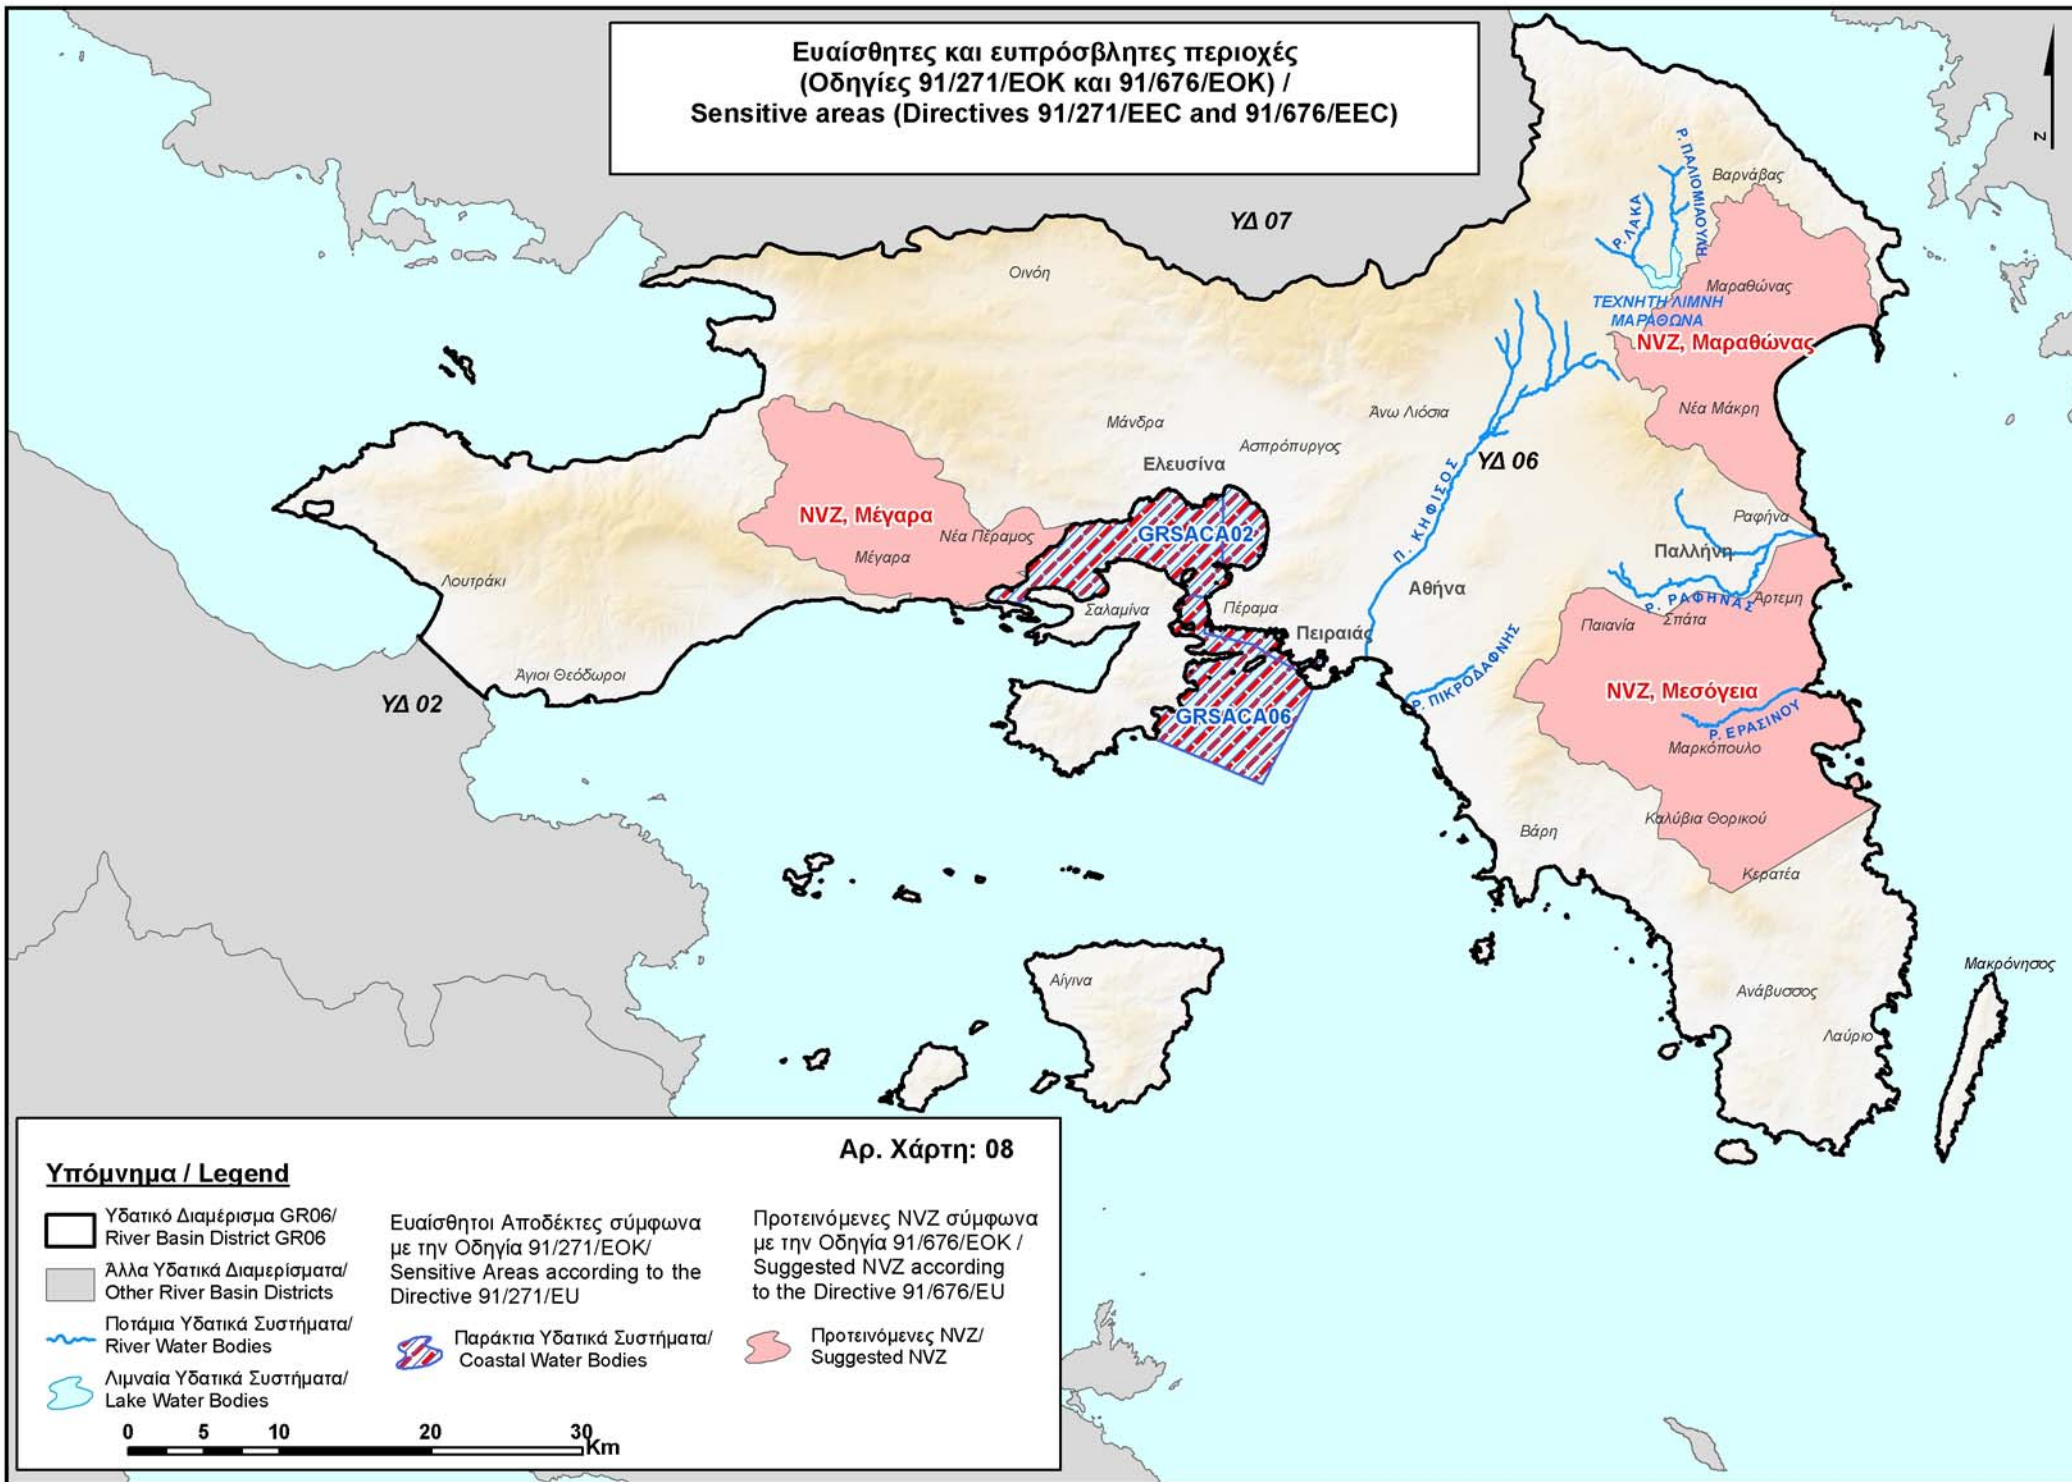 Ευαίσθητες και ευπρόσβλητες περιοχές
(Οδηγίες 91/271/ΕΟΚ και 91/676/ΕΟΚ) /
Sensitive areas (Directives 91/271/EEC and 91/676/EEC)
Z
ΥΔ 07
Βαρνάβας
Ρ. ΠΑΛΙΟΜΙΑΟΥΛΗ
Ρ. ΛΑΚΑ
Οινόη
Μαραθώνας
ΤΕΧΝΗΤΗ ΛΙΜΝΗ
ΜΑΡΑΘΩΝΑ
NVZ, Μαραθώνας
Νέα Μάκρη
Μάνδρα
Άνω Λιόσια
Ασπρόπυργος
Ελευσίνα
ΥΔ 06
Π. ΚΗΦΙΣΟΣ
NVZ, Μέγαρα
Νέα Πέραμος
Μέγαρα
GRSACA02
Ραφήνα
Παλλήνη
Λουτράκι
Αθήνα
Ρ. ΡΑΦΗΝΑΣ
Άρτεμη
Σαλαμίνα
Πέραμα
Πειραιάς
Παιανία
Σπάτα
Άγιοι Θεόδωροι
ΥΔ 02
Ρ. ΠΙΚΡΟΔΑΦΝΗΣ
NVZ, Μεσόγεια
GRSACA06
Ρ. ΕΡΑΣΙΝΟΥ
Μαρκόπουλο
Βάρη
Καλύβια Θορικού
Κερατέα
Αίγινα
Μακρόνησος
Ανάβυσσος
Λαύριο
Αρ. Χάρτη: 08
Υπόμνημα / Legend
Υδατικό Διαμέρισμα GR06/
River Basin District GR06
Άλλα Υδατικά Διαμερίσματα/
Other River Basin Districts
Ποτάμια Υδατικά Συστήματα/
River Water Bodies
Λιμναία Υδατικά Συστήματα/
Lake Water Bodies
Ευαίσθητοι Αποδέκτες σύμφωνα
με την Οδηγία 91/271/ΕΟΚ/
Sensitive Areas according to the
Directive 91/271/EU
Παράκτια Υδατικά Συστήματα/
Coastal Water Bodies
Προτεινόμενες NVZ σύμφωνα
με την Οδηγία 91/676/ΕΟΚ /
Suggested NVZ according
to the Directive 91/676/EU
Προτεινόμενες NVZ/
Suggested NVZ
0 5 10 20 30 Km